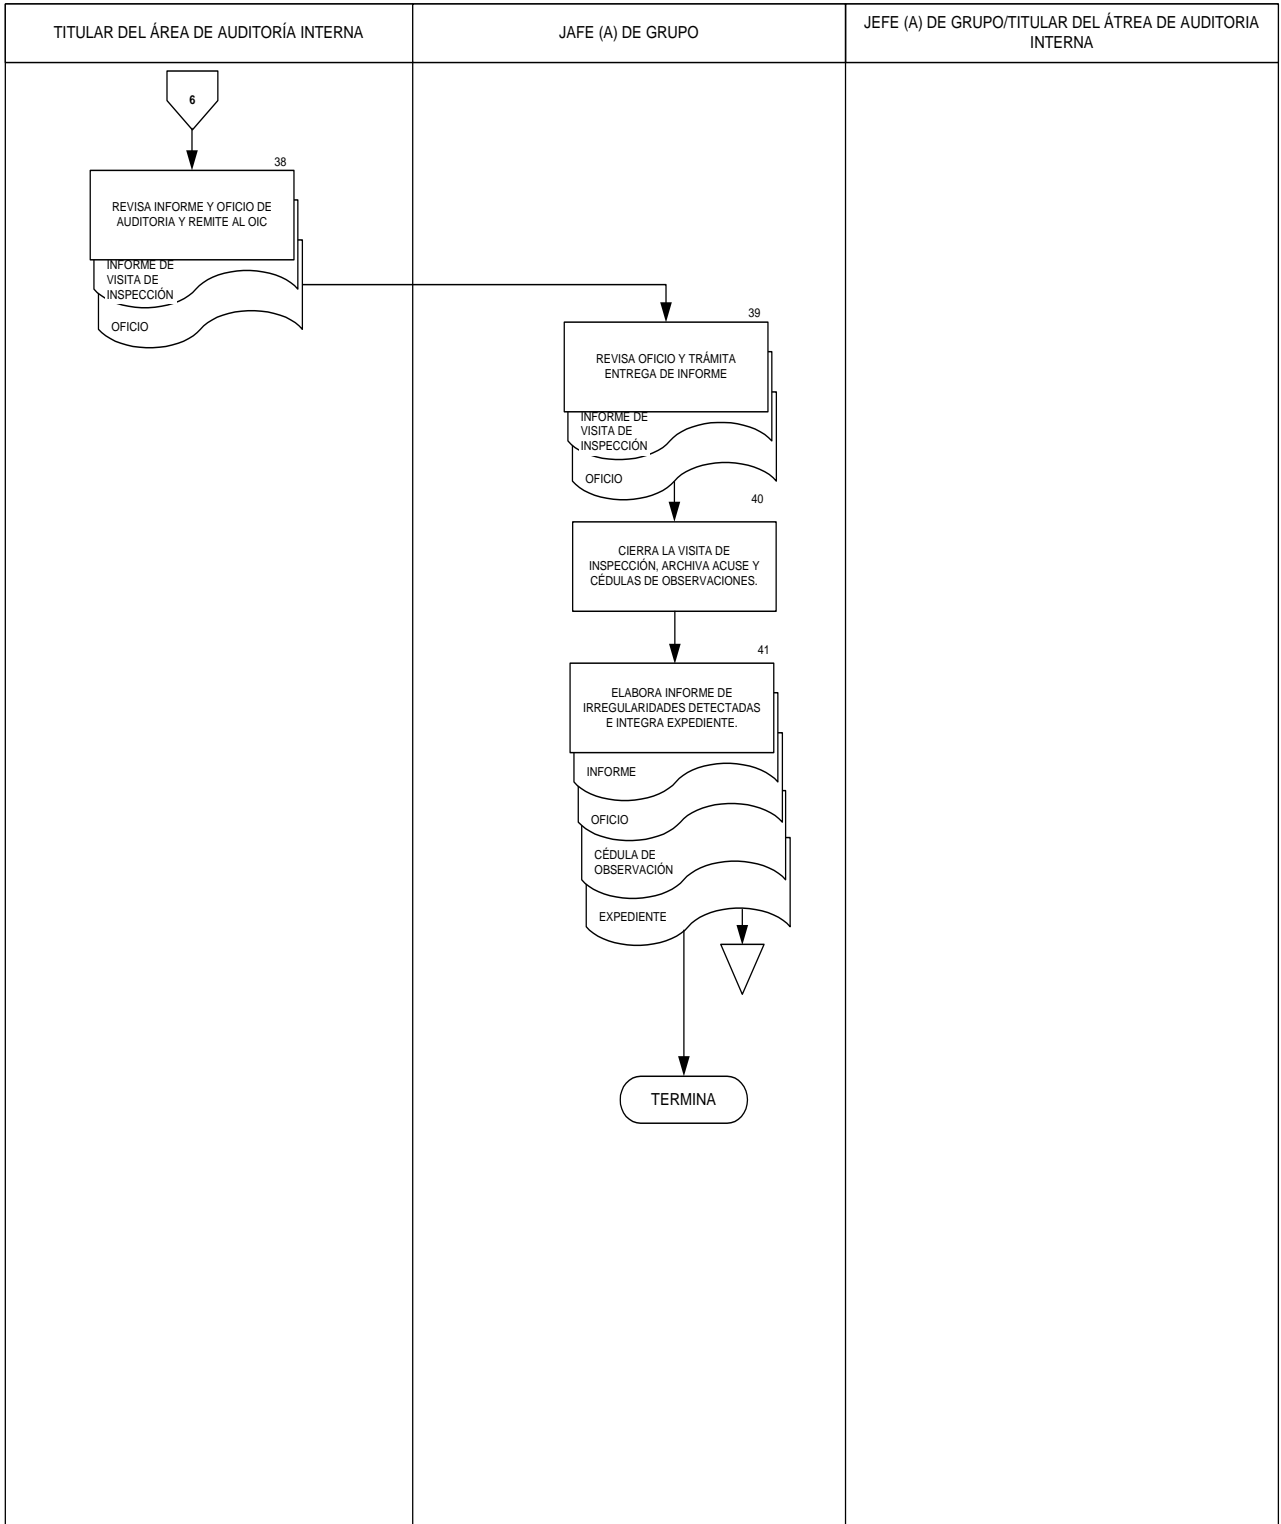 TITULAR DEL ÁREA DE AUDITORÍA INTERNA
JAFE (A) DE GRUPO
JEFE (A) DE GRUPO/TITULAR DEL ÁTREA DE AUDITORIA
INTERNA
6
38
REVISA INFORME Y OFICIO DE
AUDITORIA Y REMITE AL OIC
INFORME DE
VISITA DE
INSPECCIÓN
OFICIO
39
REVISA OFICIO Y TRÁMITA
ENTREGA DE INFORME
INFORME DE
VISITA DE
INSPECCIÓN
OFICIO
40
CIERRA LA VISITA DE
INSPECCIÓN, ARCHIVA ACUSE Y
CÉDULAS DE OBSERVACIONES.
41
ELABORA INFORME DE
IRREGULARIDADES DETECTADAS
E INTEGRA EXPEDIENTE.
INFORME
OFICIO
CÉDULA DE
OBSERVACIÓN
EXPEDIENTE
TERMINA